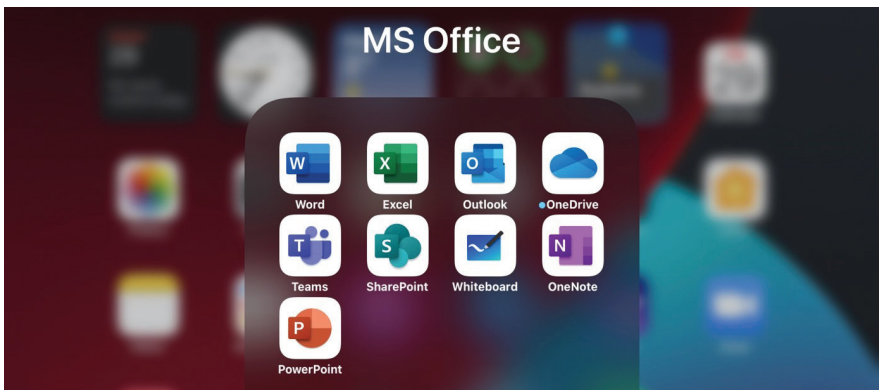 MS Office
W X O
Word Excel Outlook OneDrive
T S N
Teams SharePoint Whiteboard OneNote
P
PowerPoint